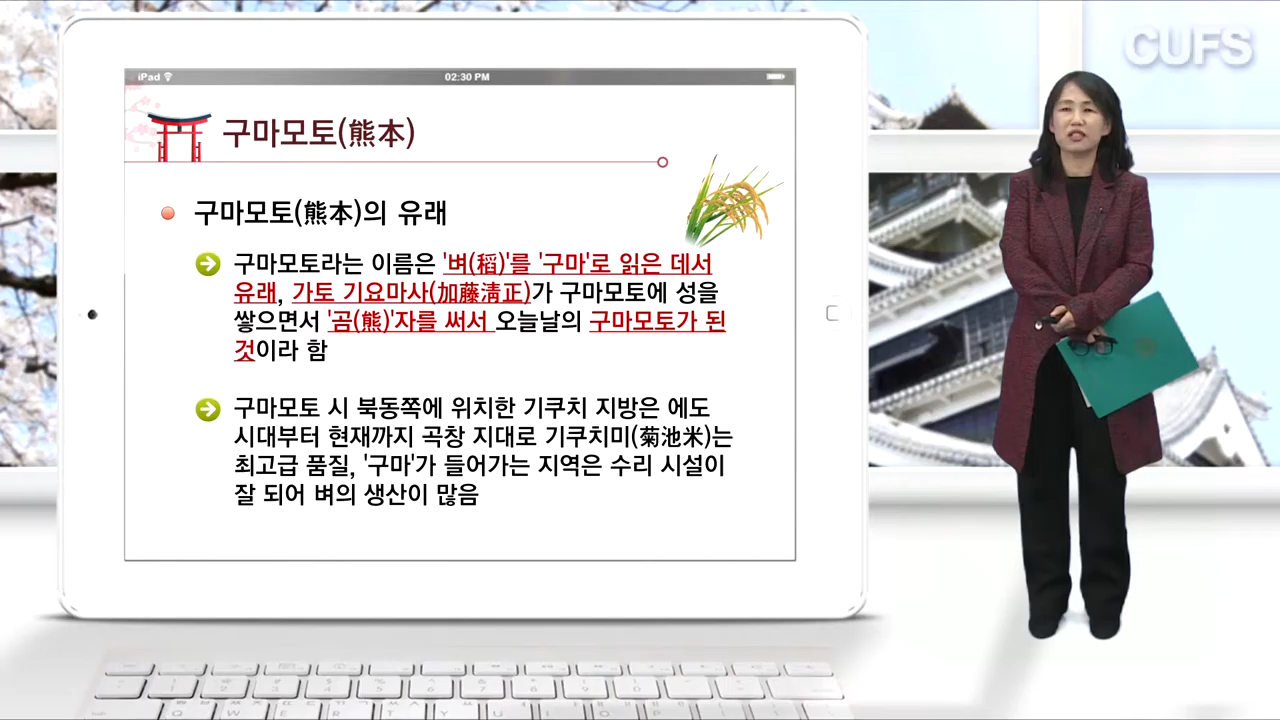 CUFS
iPad
02:30 PM
구마모토(熊本)
구마모토(熊本)의 유래
구마모토라는 이름은 '벼(稻)'를 '구마'로 읽은 데서
유래, 가토 기요마사(加藤淸正)가 구마모토에 성을
쌓으면서 '곰(熊)'자를 써서 오늘날의 구마모토가 된
것이라 함
구마모토 시 북동쪽에 위치한 기쿠치 지방은 에도
시대부터 현재까지 곡창 지대로 기쿠치미(菊池米)는
최고급 품질, '구마'가 들어가는 지역은 수리 시설이
잘 되어 벼의 생산이 많음